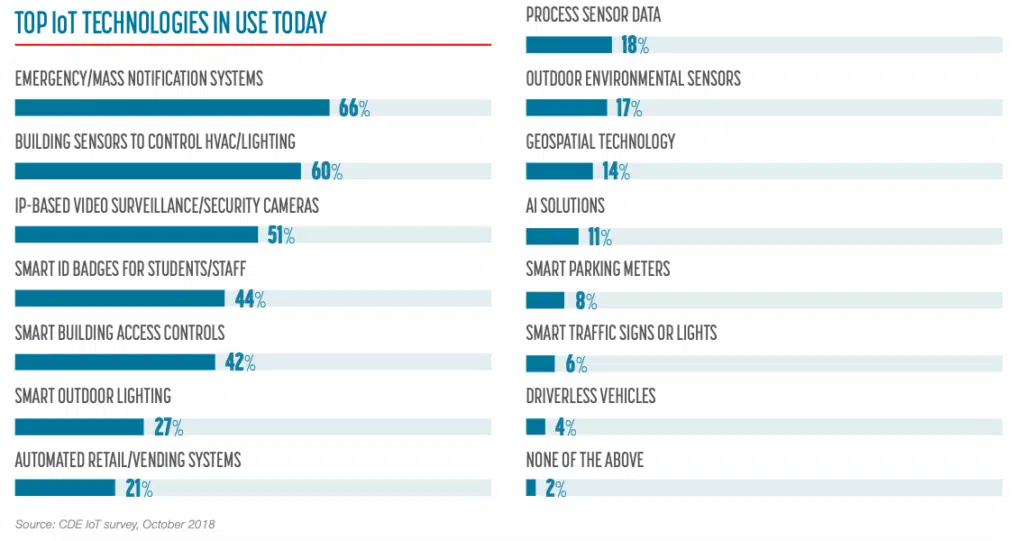 TOP IoT TECHNOLOGIES IN USE TODAY
EMERGENCY/MASS NOTIFICATION SYSTEMS
66%
BUILDING SENSORS TO CONTROL HVAC/LIGHTING
60%
IP-BASED VIDEO SURVEILLANCE/SECURITY CAMERAS
51%
SMART ID BADGES FOR STUDENTS/STAFF
44%
SMART BUILDING ACCESS CONTROLS
42%
SMART OUTDOOR LIGHTING
27%
AUTOMATED RETAIL/VENDING SYSTEMS
21%
Source: CDE IoT survey, October 2018
PROCESS SENSOR DATA
18%
OUTDOOR ENVIRONMENTAL SENSORS
17%
GEOSPATIAL TECHNOLOGY
14%
AI SOLUTIONS
11%
SMART PARKING METERS
8%
SMART TRAFFIC SIGNS OR LIGHTS
6%
DRIVERLESS VEHICLES
4%
NONE OF THE ABOVE
2%